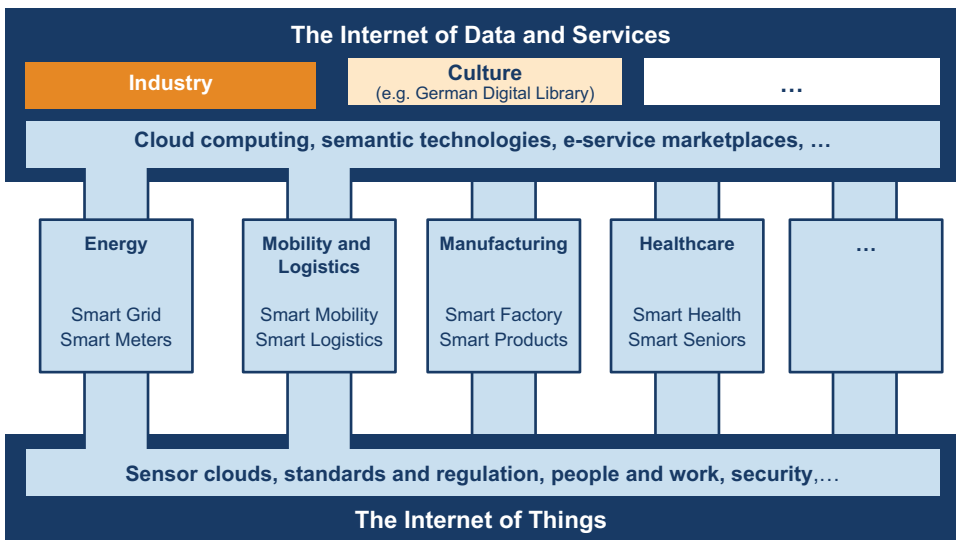 The Internet of Data and Services
Industry
Culture
(e.g. German Digital Library)
...
Cloud computing, semantic technologies, e-service marketplaces, ...
Energy
Smart Grid
Smart Meters
Mobility and
Logistics
Smart Mobility
Smart Logistics
Manufacturing
Smart Factory
Smart Products
Healthcare
Smart Health
Smart Seniors
...
Sensor clouds, standards and regulation, people and work, security,...
The Internet of Things